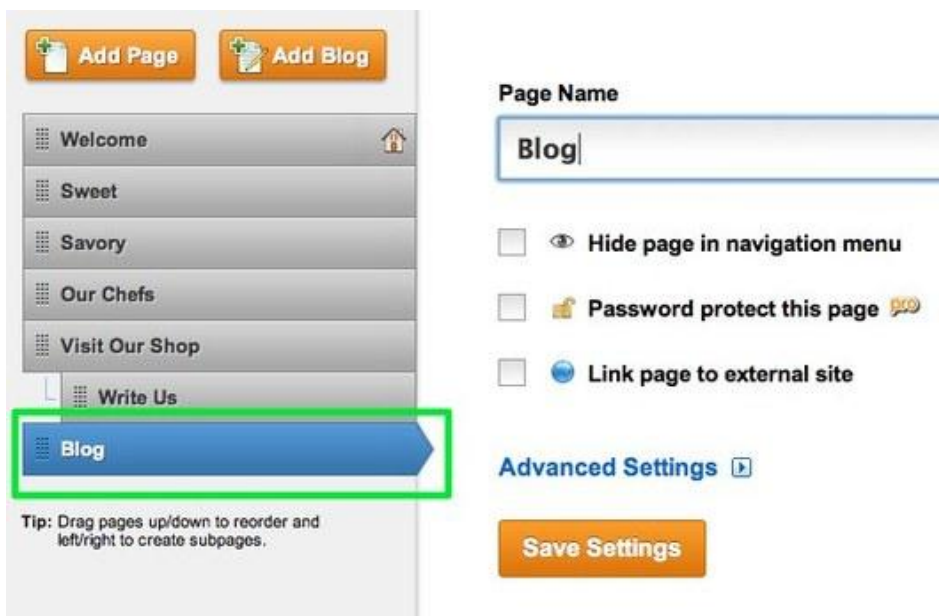 Add Page
Add Blog
Welcome
Sweet
Savory
Our Chefs
Visit Our Shop
Write Us
Blog
Tip: Drag pages up/down to reorder and
left/right to create subpages.
Page Name
Blog
Hide page in navigation menu
Password protect this page pro
Link page to external site
Advanced Settings
Save Settings